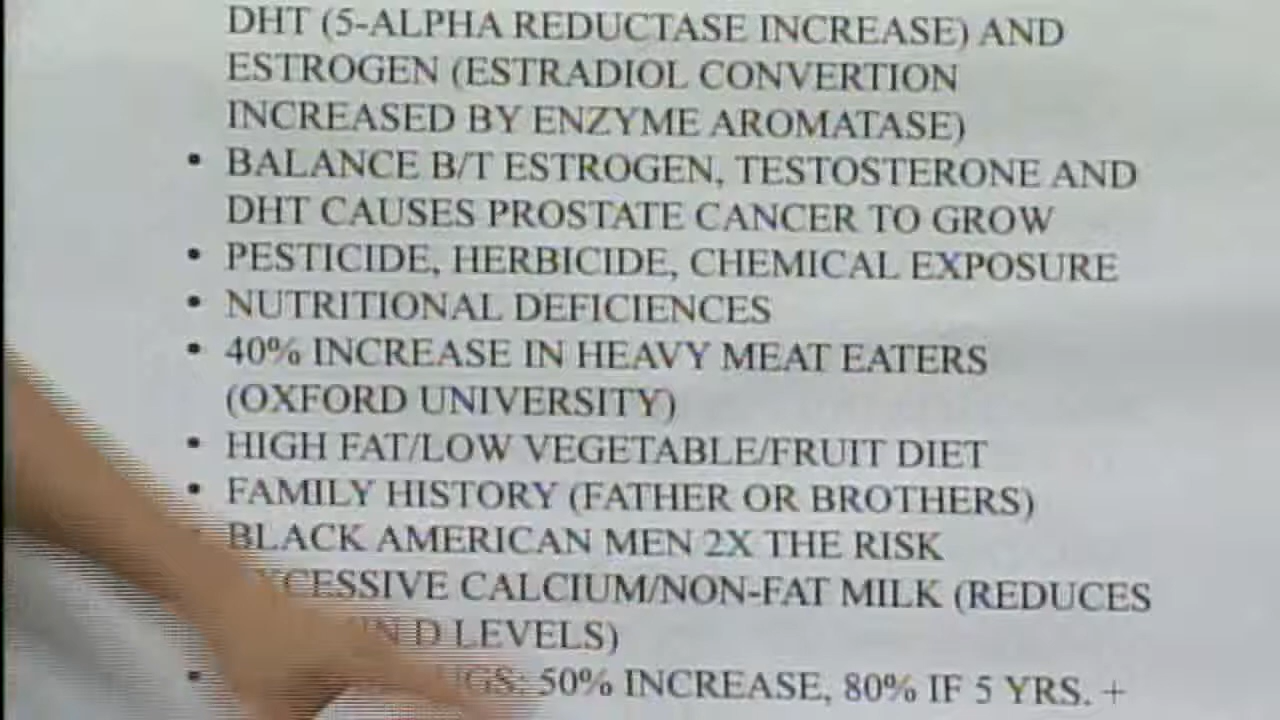 DHT (5-ALPHA REDUCTASE INCREASE) AND
ESTROGEN (ESTRADIOL CONVERTION
INCREASED BY ENZYME AROMATASE)
• BALANCE B/T ESTROGEN, TESTOSTERONE AND
DHT CAUSES PROSTATE CANCER TO GROW
• PESTICIDE, HERBICIDE, CHEMICAL EXPOSURE
• NUTRITIONAL DEFICIENCES
• 40% INCREASE IN HEAVY MEAT EATERS
(OXFORD UNIVERSITY)
• HIGH FAT/LOW VEGETABLE/FRUIT DIET
• FAMILY HISTORY (FATHER OR BROTHERS)
• BLACK AMERICAN MEN 2X THE RISK
EXCESSIVE CALCIUM/NON-FAT MILK (REDUCES
D LEVELS)
• 50% INCREASE, 80% IF 5 YRS. +